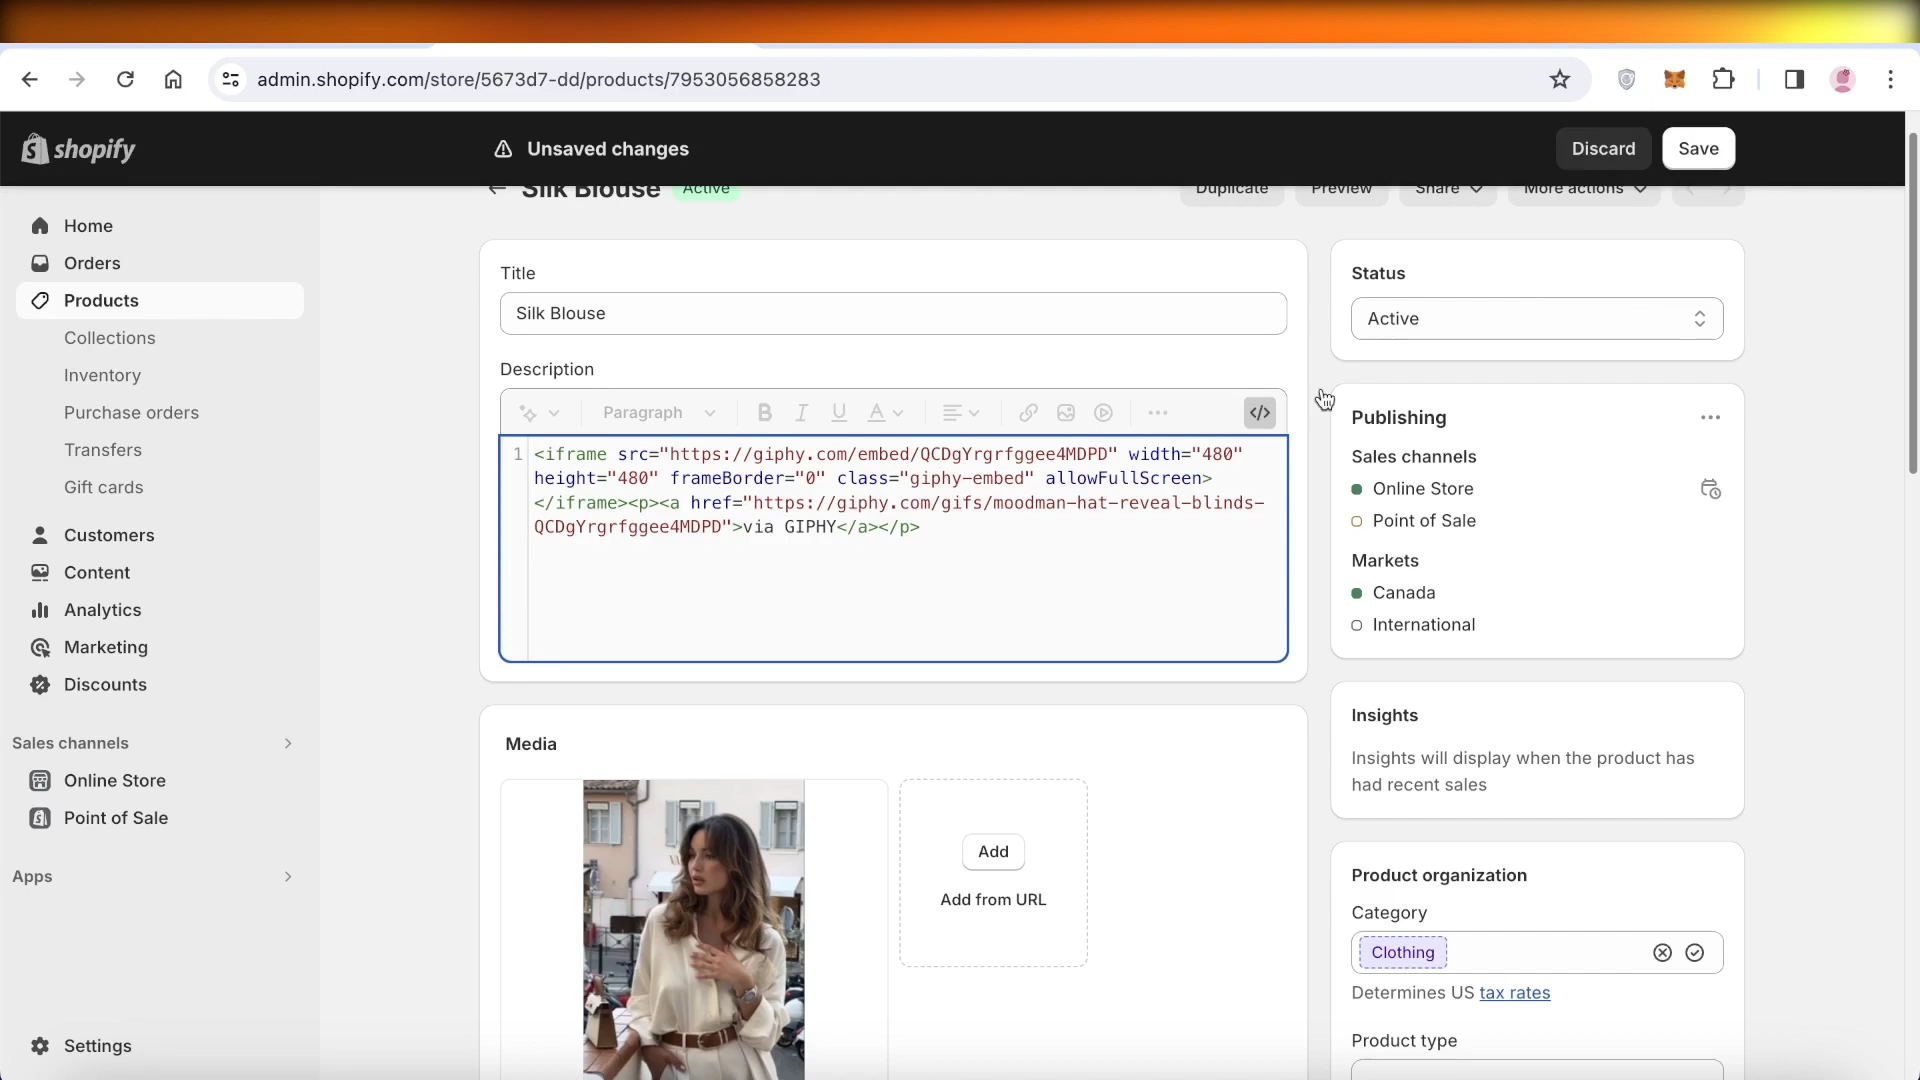 admin.shopify.com/store/5673d7-dd/products/7953056858283
shopify
Unsaved changes
Discard
Save
Silk Blouse
Active
Duplicate
Preview
Share
More actions
Home
Orders
Products
Collections
Inventory
Purchase orders
Transfers
Gift cards
Customers
Content
Analytics
Marketing
Discounts
Sales channels
Online Store
Point of Sale
Apps
Settings
Title
Silk Blouse
Description
Paragraph
B I U A
</>
1 <iframe src="https://giphy.com/embed/QCDgYrgrfggee4MDPD" width="480"
height="480" frameBorder="0" class="giphy-embed" allowFullScreen>
</iframe><p><a href="https://giphy.com/gifs/moodman-hat-reveal-blinds-
QCDgYrgrfggee4MDPD">via GIPHY</a></p>
Media
Add
Add from URL
Status
Active
Publishing
Sales channels
Online Store
Point of Sale
Markets
Canada
International
Insights
Insights will display when the product has
had recent sales
Product organization
Category
Clothing
Determines US tax rates
Product type